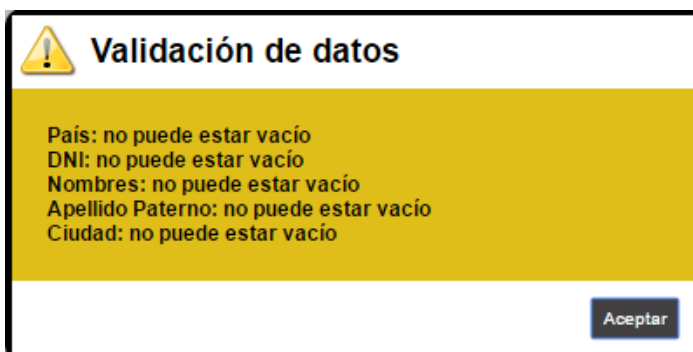 Validación de datos
País: no puede estar vacío
DNI: no puede estar vacío
Nombres: no puede estar vacío
Apellido Paterno: no puede estar vacío
Ciudad: no puede estar vacío
Aceptar